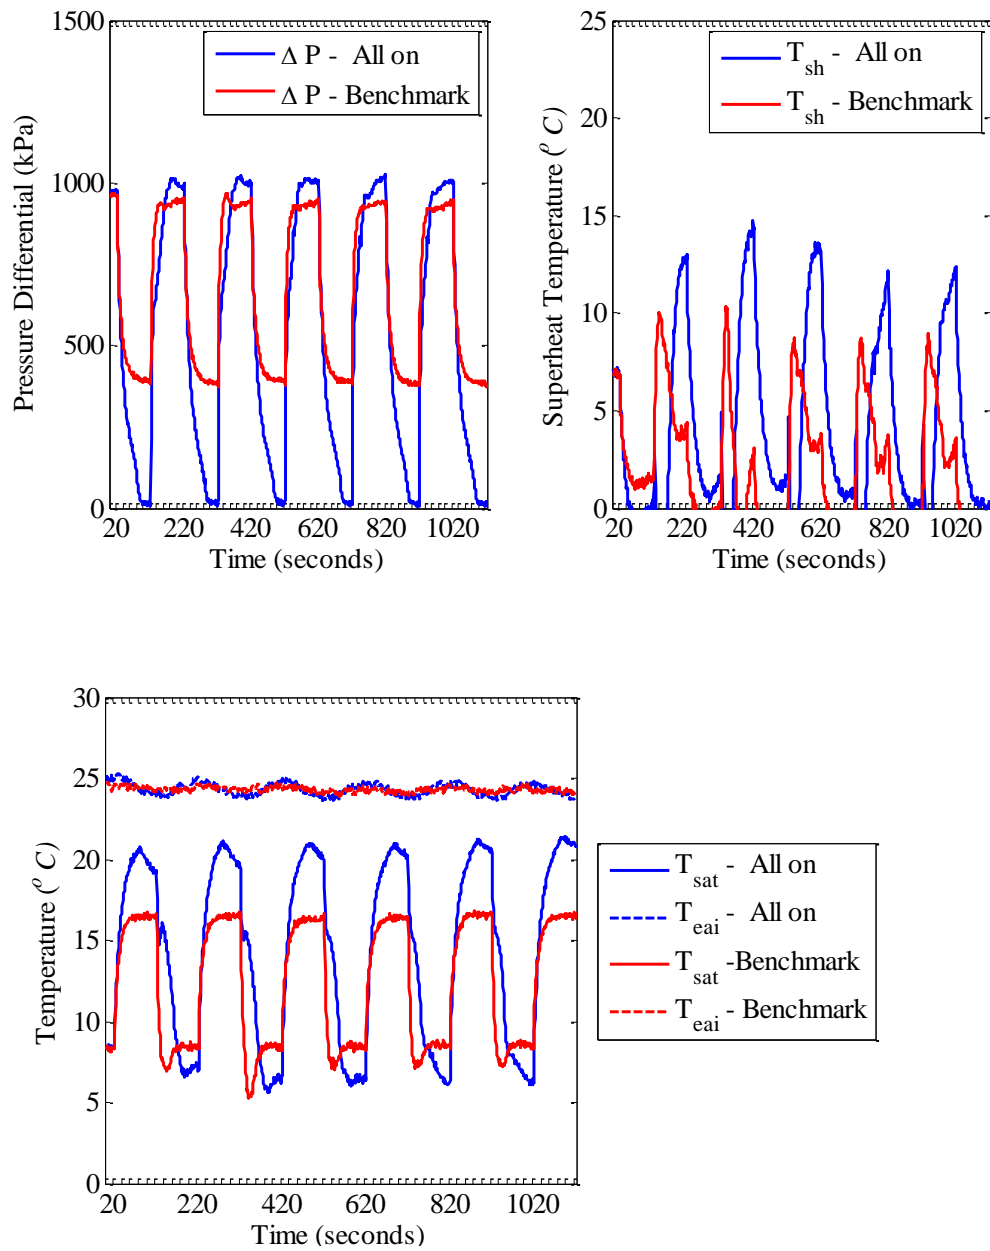 1500
1000
500
0
Pressure Differential (kPa)
Δ P - All on
Δ P - Benchmark
20 220 420 620 820 1020
Time (seconds)
25
20
15
10
5
0
Superheat Temperature (° C)
T_sh - All on
T_sh - Benchmark
20 220 420 620 820 1020
Time (seconds)
30
25
20
15
10
5
0
Temperature (° C)
20 220 420 620 820 1020
Time (seconds)
T_sat - All on
T_eai - All on
T_sat -Benchmark
T_eai - Benchmark